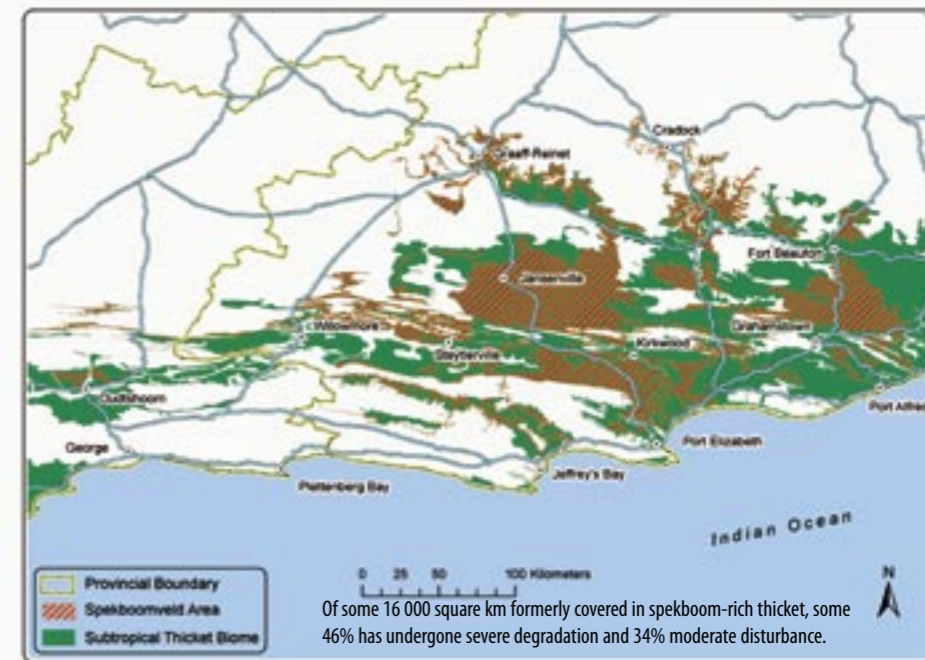 Cradock
Graaff-Reinet
Fort Beaufort
Jansenville
Willowmore
Grahamstown
Kirkwood
Steytlerville
Oudtshoorn
Port Alfred
George
Port Elizabeth
Jeffrey's Bay
Plettenberg Bay
Indian Ocean
Provincial Boundary
Spekboomveld Area
Subtropical Thicket Biome
0 25 50 100 Kilometers
N
Of some 16 000 square km formerly covered in spekboom-rich thicket, some
46% has undergone severe degradation and 34% moderate disturbance.